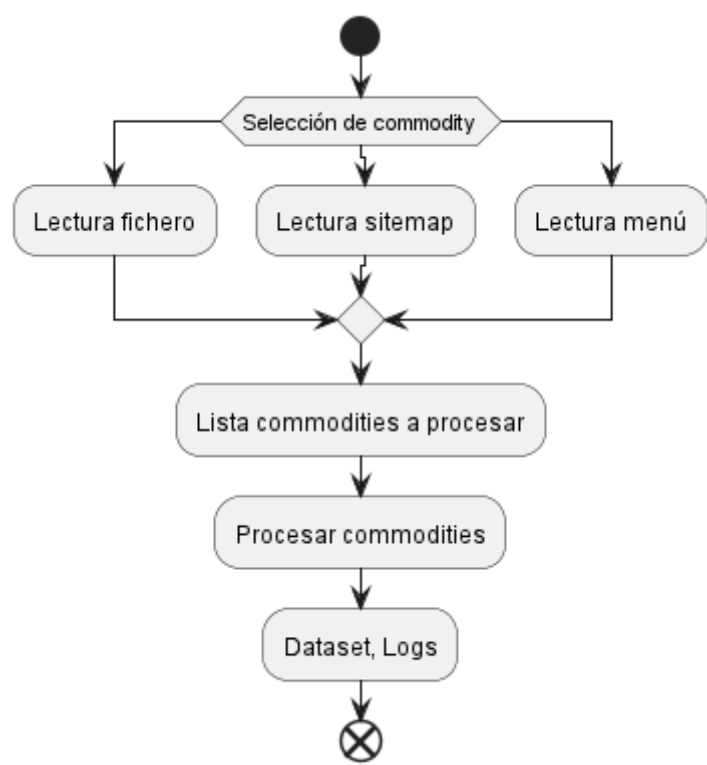 Selección de commodity
Lectura fichero
Lectura sitemap
Lectura menú
Lista commodities a procesar
Procesar commodities
Dataset, Logs